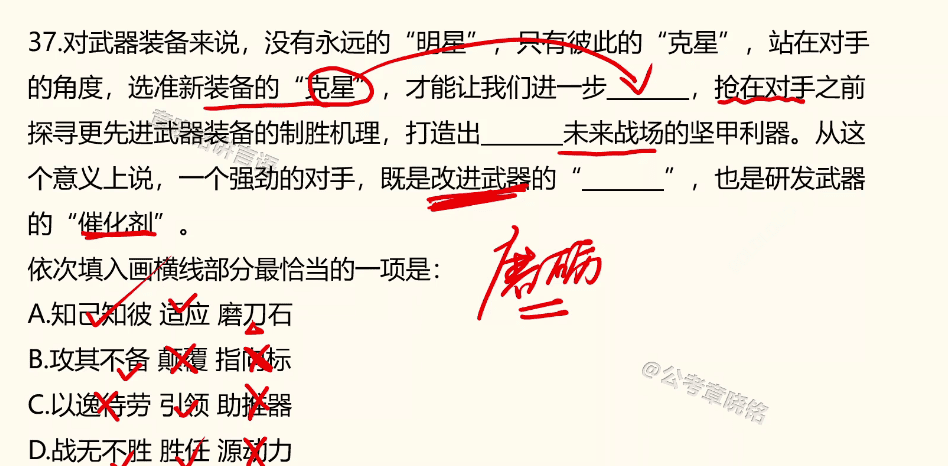 37.对武器装备来说，没有永远的“明星”，只有彼此的“克星”，站在对手
的角度，选准新装备的“克星”，才能让我们进一步______，抢在对手之前
探寻更先进武器装备的制胜机理，打造出______未来战场的坚甲利器。从这
个意义上说，一个强劲的对手，既是改进武器的“______”，也是研发武器
的“催化剂”。
磨砺
依次填入画横线部分最恰当的一项是：
A.知己知彼 适应 磨刀石
B.攻其不备 颠覆 指向标
C.以逸待劳 引领 助推器
D.战无不胜 胜任 源动力
@公考章晓铭